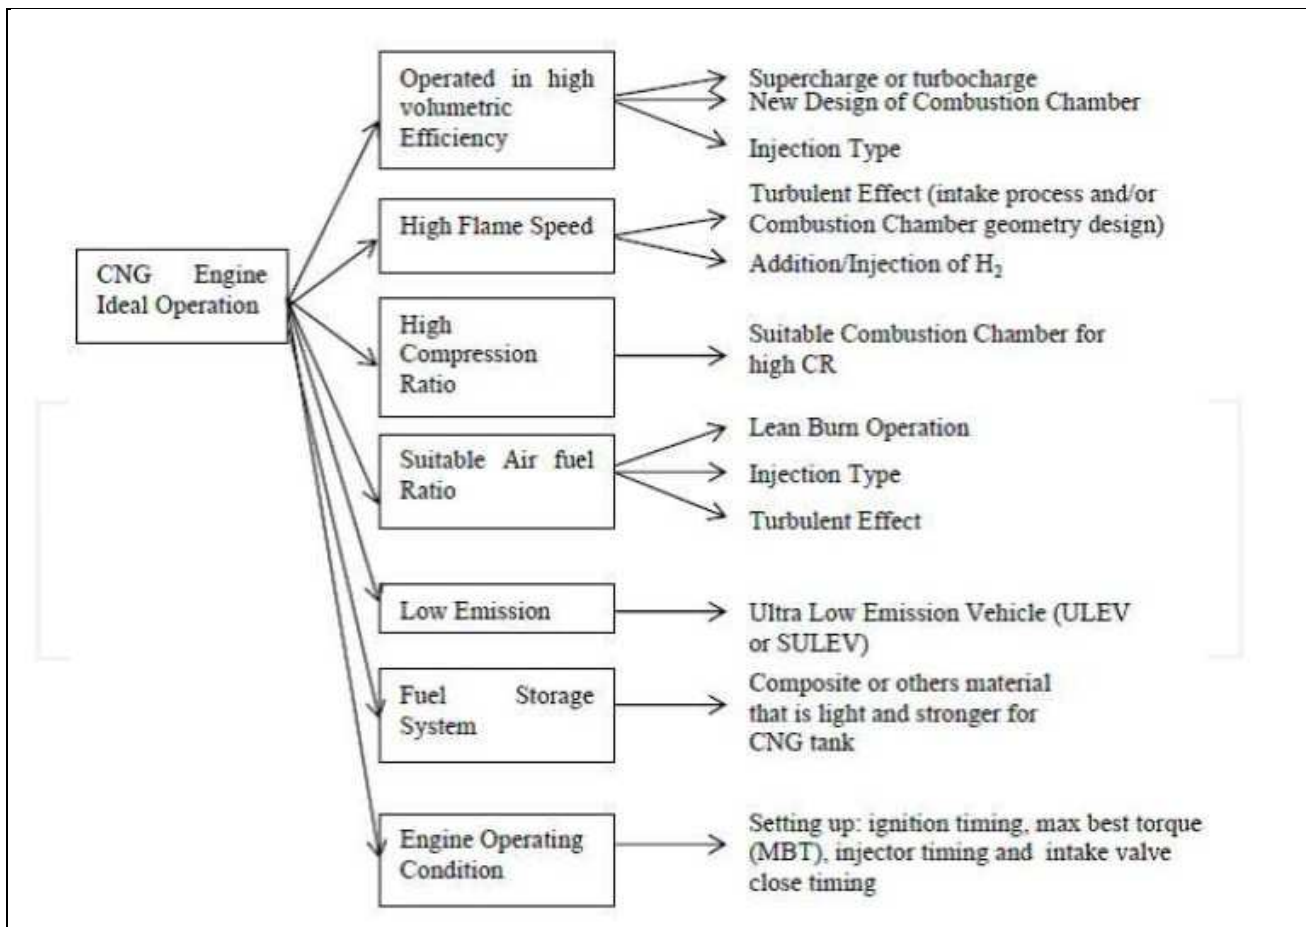 CNG Engine
Ideal Operation
Operated in high
volumetric
Efficiency
Supercharge or turbocharge
New Design of Combustion Chamber
Injection Type
High Flame Speed
Turbulent Effect (intake process and/or
Combustion Chamber geometry design)
Addition/Injection of H₂
High
Compression
Ratio
Suitable Combustion Chamber for
high CR
Suitable Air fuel
Ratio
Lean Burn Operation
Injection Type
Turbulent Effect
Low Emission
Ultra Low Emission Vehicle (ULEV
or SULEV)
Fuel Storage
System
Composite or others material
that is light and stronger for
CNG tank
Engine Operating
Condition
Setting up: ignition timing, max best torque
(MBT), injector timing and intake valve
close timing